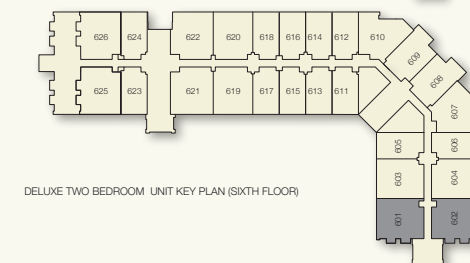 626 624 622 620 618 616 614 612 610
609
608
625 623 621 619 617 615 613 611
607
605 606
603 604
601 602
DELUXE TWO BEDROOM UNIT KEY PLAN (SIXTH FLOOR)